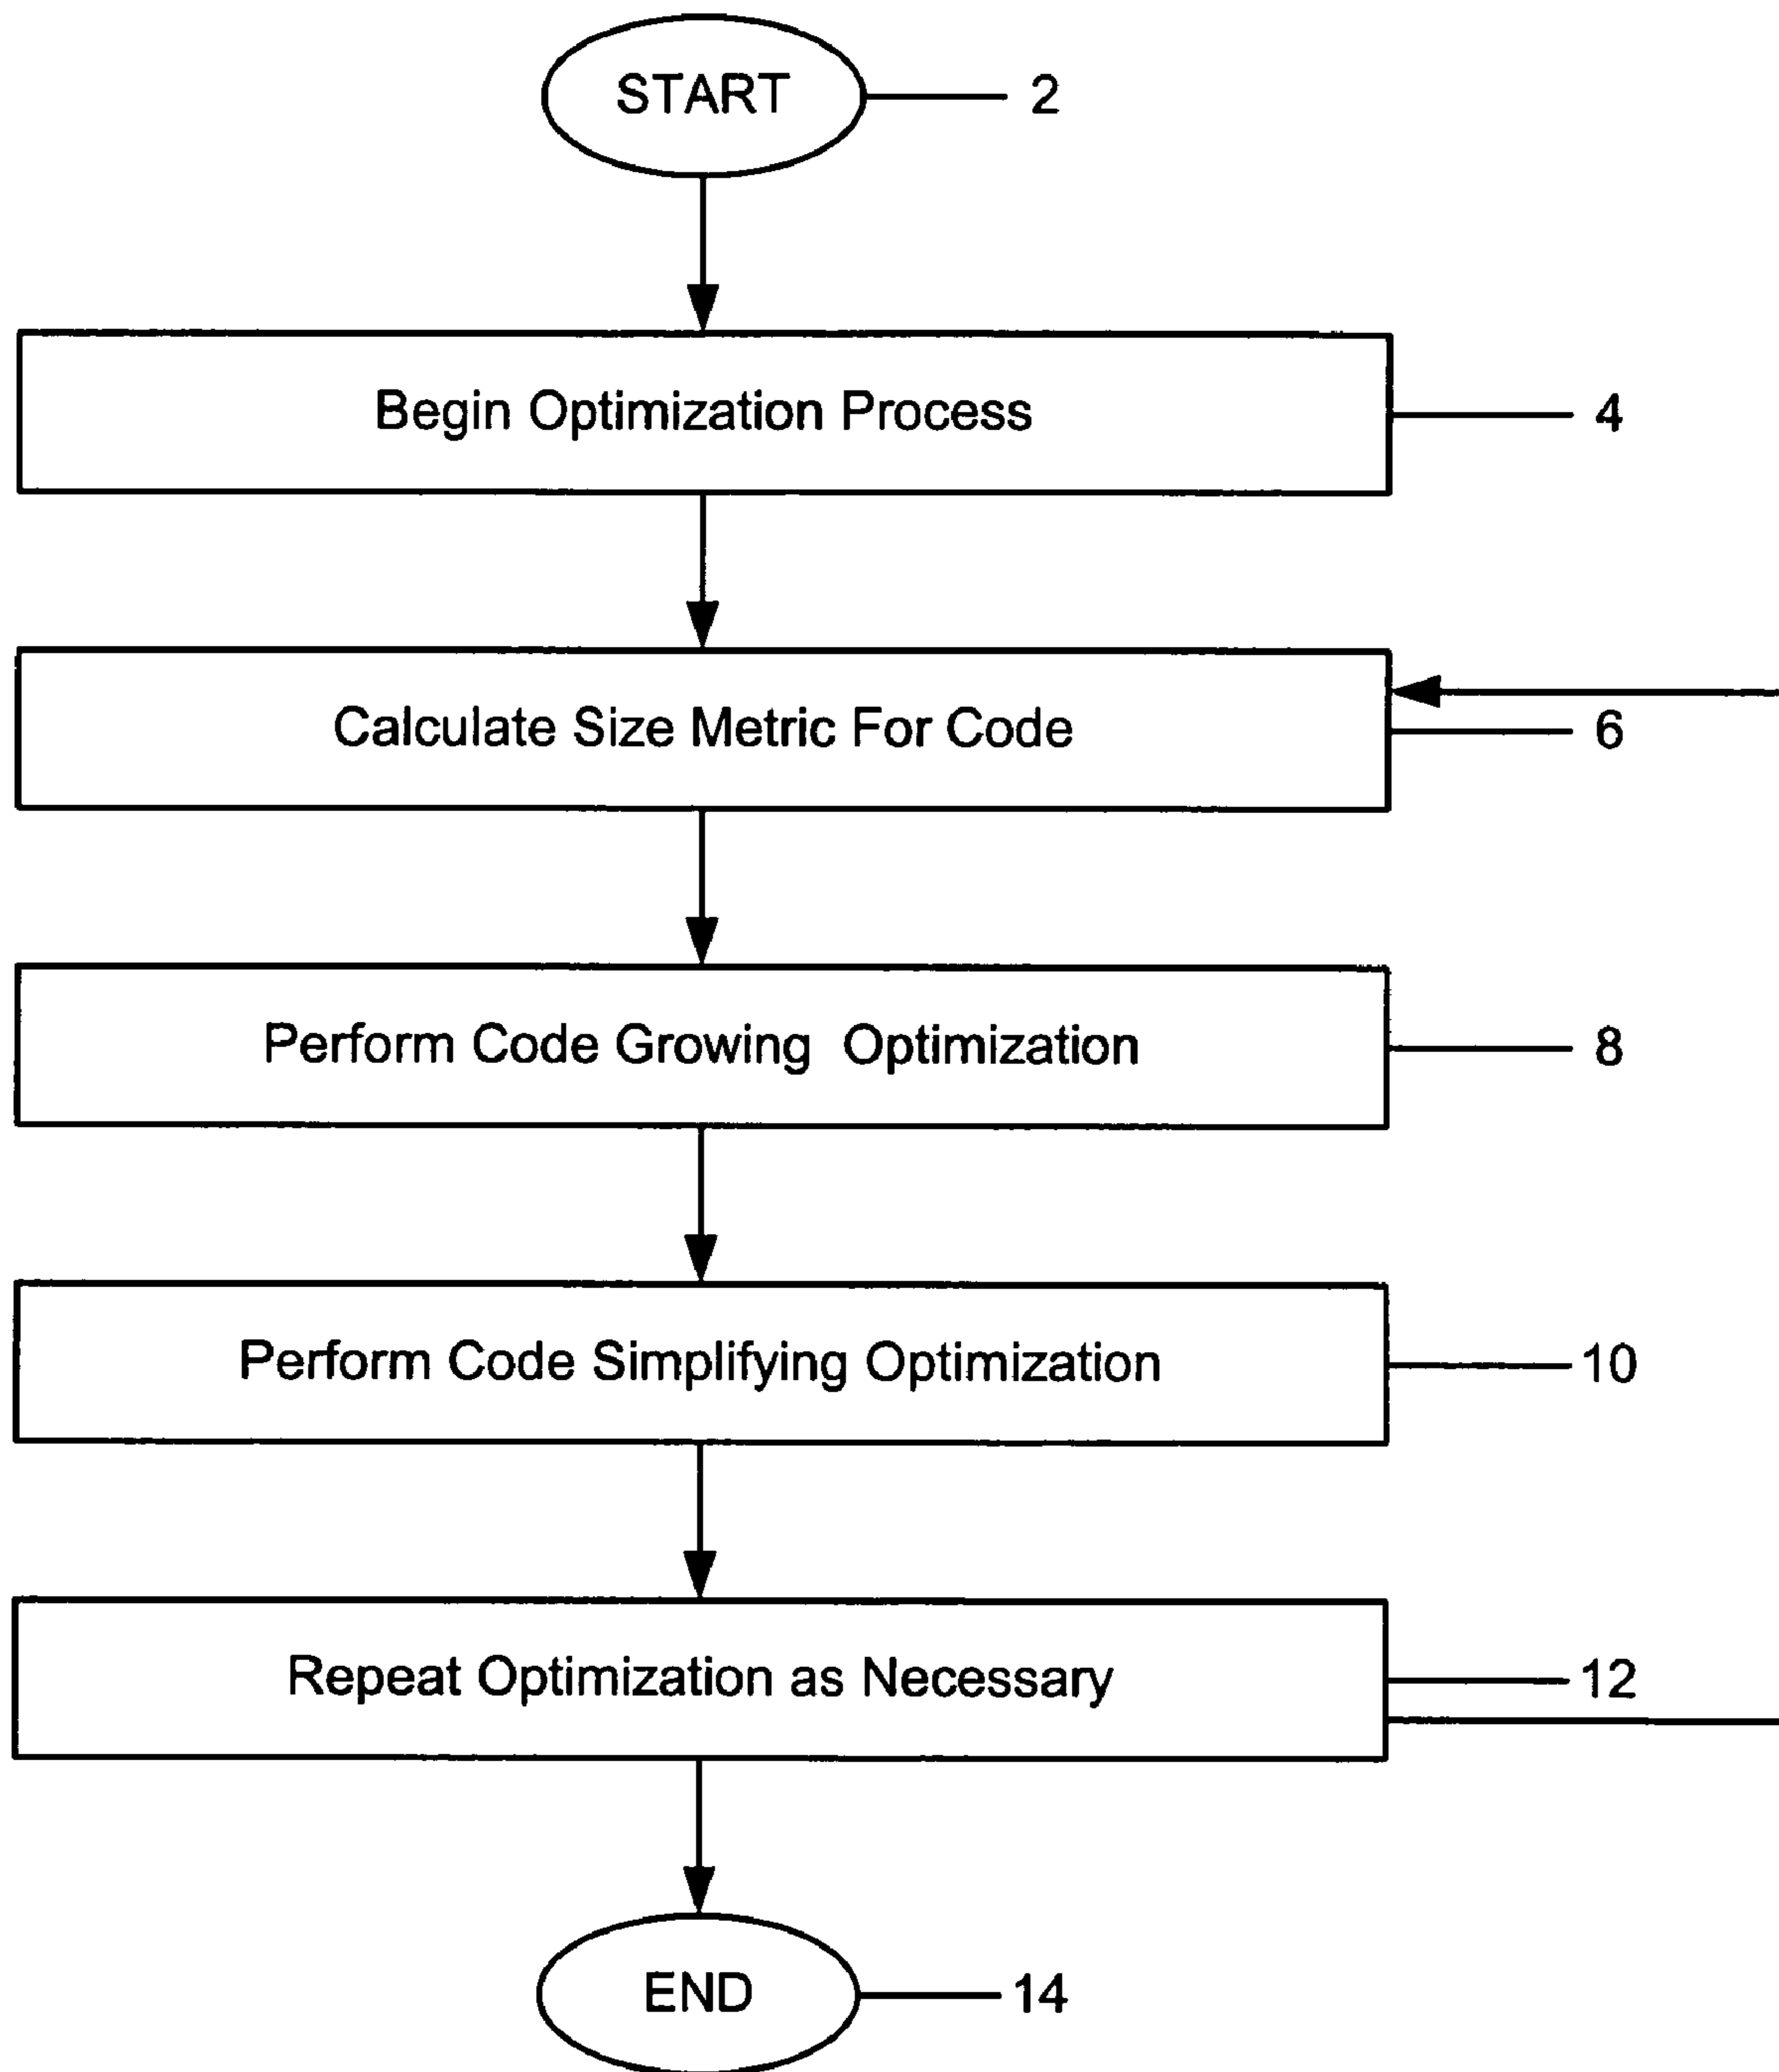 START
2
Begin Optimization Process
4
Calculate Size Metric For Code
6
Perform Code Growing Optimization
8
Perform Code Simplifying Optimization
10
Repeat Optimization as Necessary
12
END
14